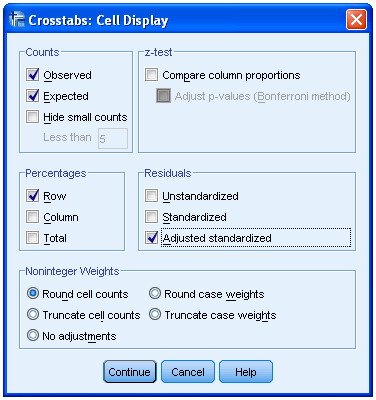 Crosstabs: Cell Display
Counts
Observed
Expected
Hide small counts
Less than 5
z-test
Compare column proportions
Adjust p-values (Bonferroni method)
Percentages
Row
Column
Total
Residuals
Unstandardized
Standardized
Adjusted standardized
Noninteger Weights
Round cell counts Round case weights
Truncate cell counts Truncate case weights
No adjustments
Continue Cancel Help